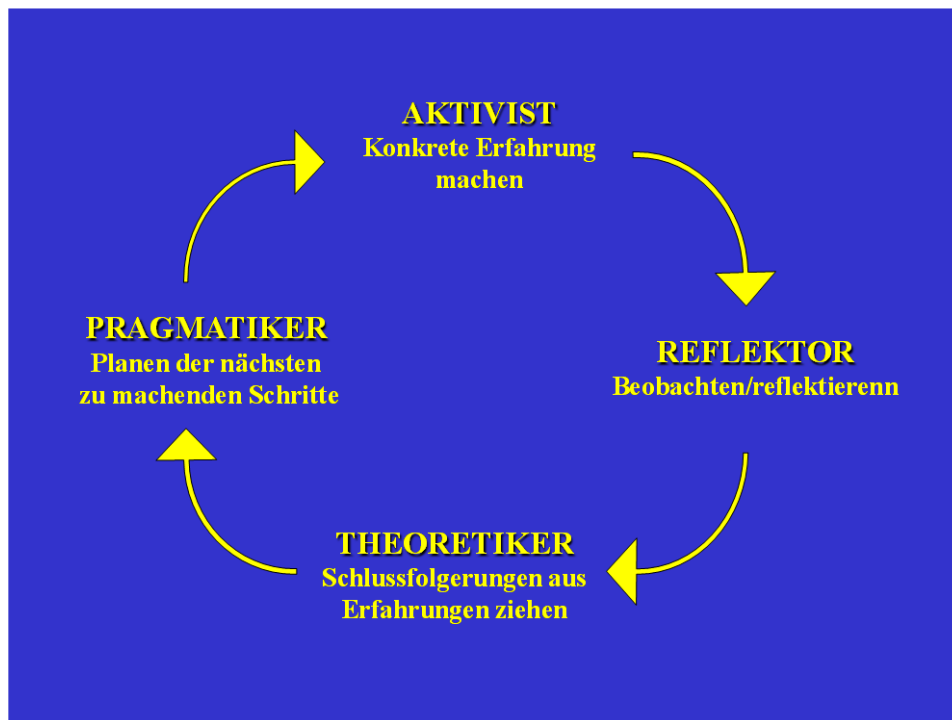 AKTIVIST
Konkrete Erfahrung
machen
PRAGMATIKER
Planen der nächsten
zu machenden Schritte
REFLEKTOR
Beobachten/reflektierenn
THEORETIKER
Schlussfolgerungen aus
Erfahrungen ziehen